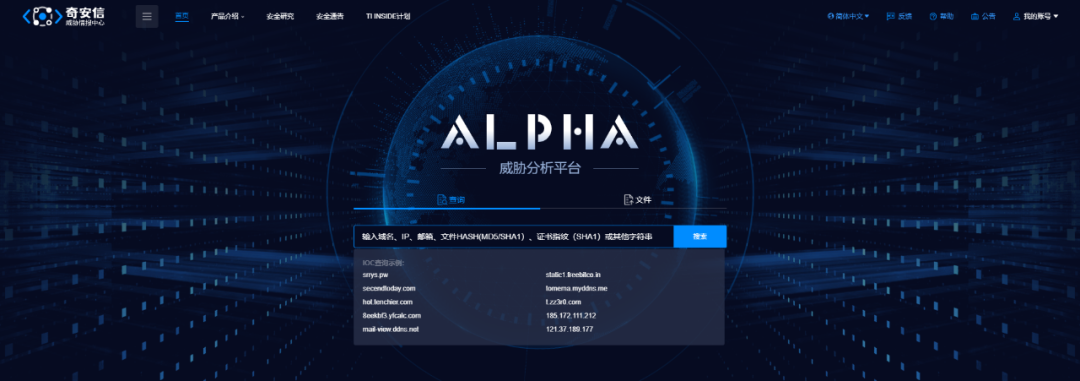 奇安信
威胁情报中心
首页 产品介绍 安全研究 安全通告 TI INSIDE计划 简体中文 反馈 帮助 公告 我的账号
ALPHA
威胁分析平台
查询 文件
输入域名、IP、邮箱、文件HASH(MD5/SHA1）、证书指纹（SHA1）或其他字符串 搜索
IOC查询示例:
snys.pw static1.freebitco.in
secendtoday.com tomema.myddns.me
hot.tenchier.com t.zz3r0.com
8eekbf3.yfcalc.com 185.172.111.212
mail-view.ddns.net 121.37.189.177